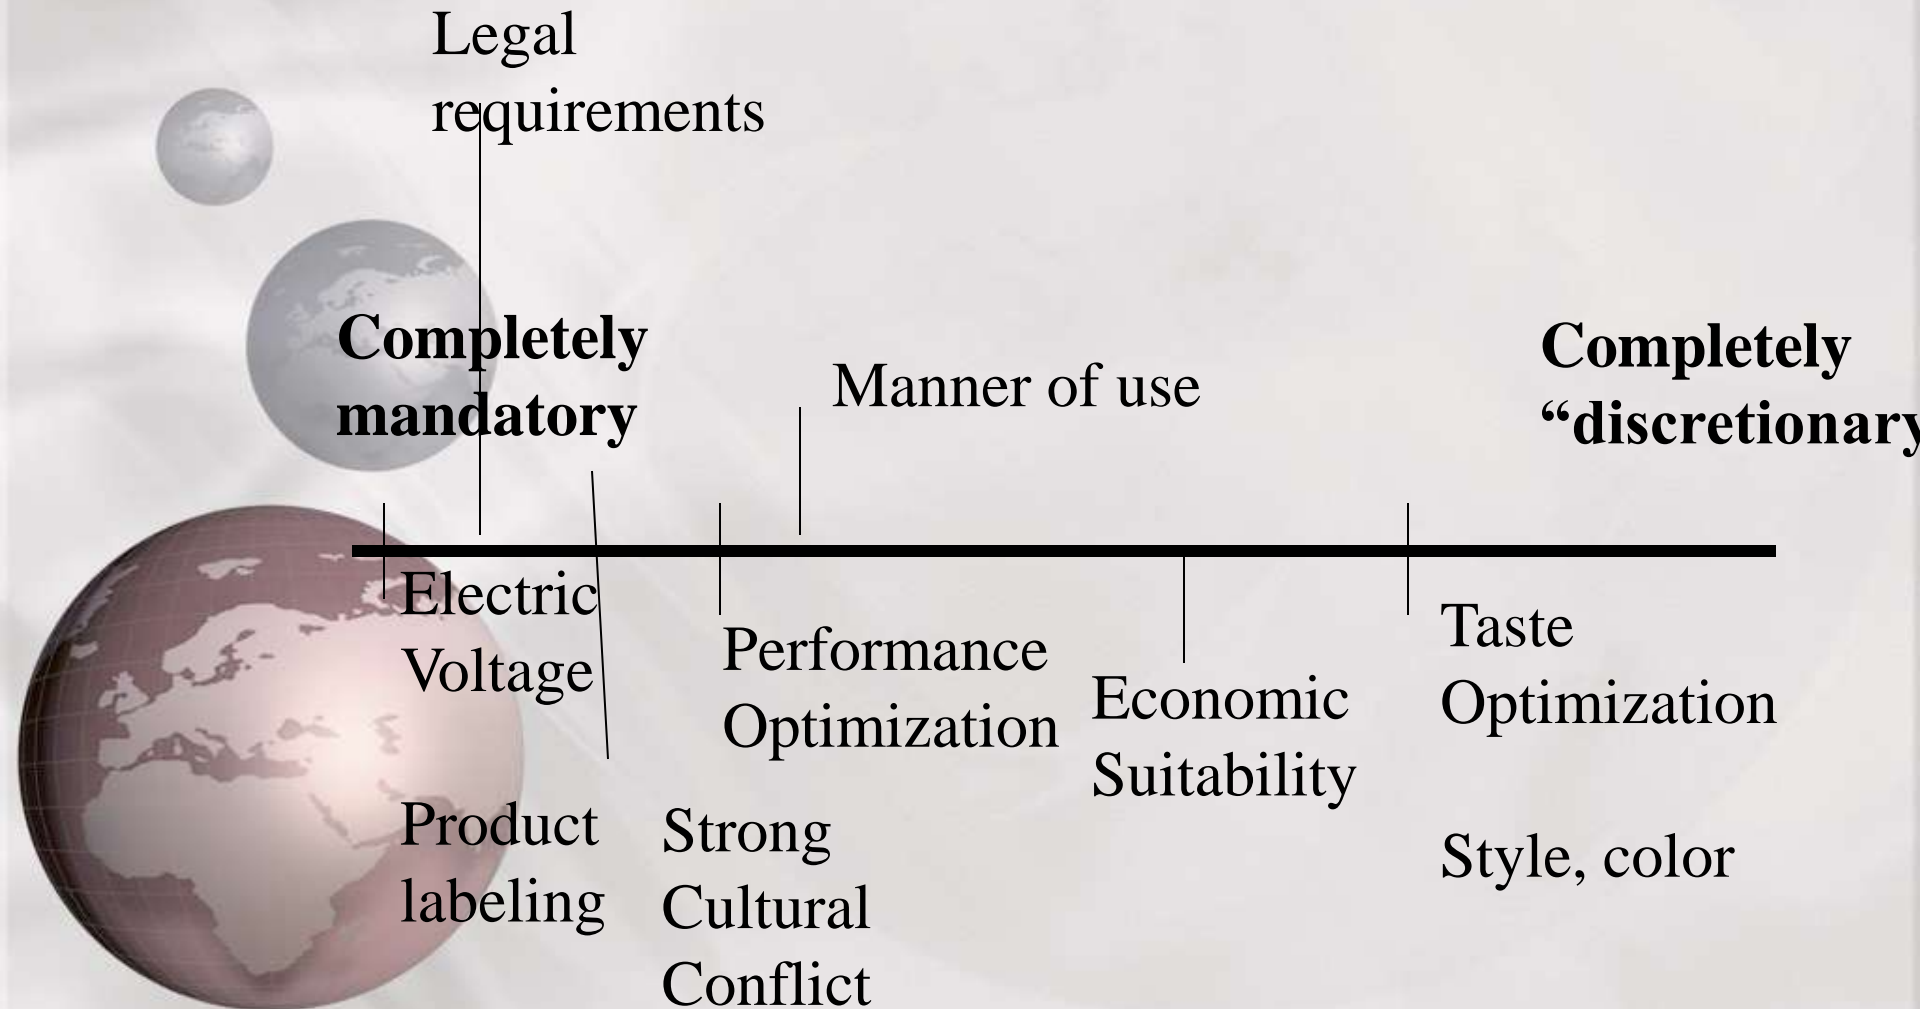 Legal
requirements
Completely
mandatory
Manner of use
Completely
“discretionary
Electric
Voltage
Performance
Optimization
Economic
Suitability
Taste
Optimization
Product
labeling
Strong
Cultural
Conflict
Style, color